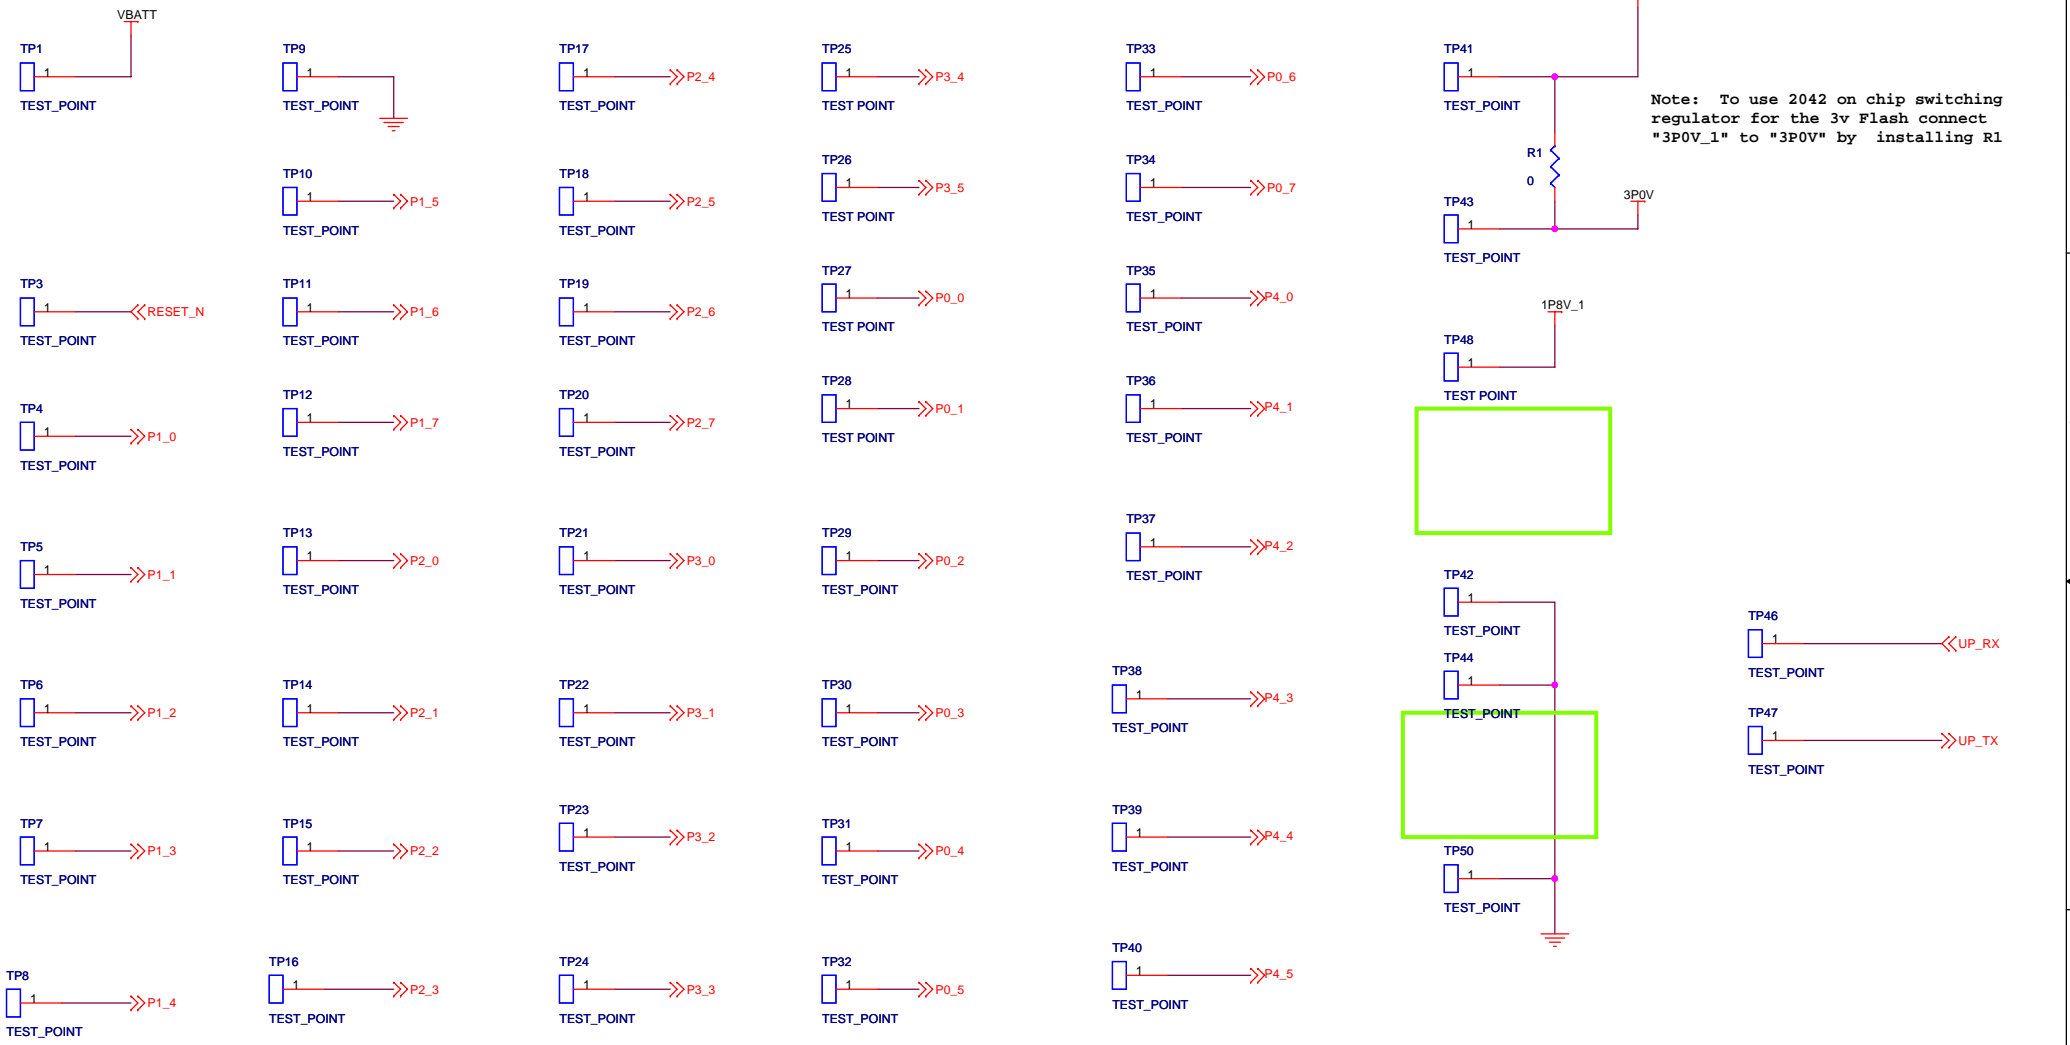 VBATT
TP1
1
TEST_POINT
TP3
1
RESET_N
TEST_POINT
TP4
1
P1_0
TEST_POINT
TP5
1
P1_1
TEST_POINT
TP6
1
P1_2
TEST_POINT
TP7
1
P1_3
TEST_POINT
TP8
1
P1_4
TEST_POINT
TP9
1
TEST_POINT
TP10
1
P1_5
TEST_POINT
TP11
1
P1_6
TEST_POINT
TP12
1
P1_7
TEST_POINT
TP13
1
P2_0
TEST_POINT
TP14
1
P2_1
TEST_POINT
TP15
1
P2_2
TEST_POINT
TP16
1
P2_3
TEST_POINT
TP17
1
P2_4
TEST_POINT
TP18
1
P2_5
TEST_POINT
TP19
1
P2_6
TEST_POINT
TP20
1
P2_7
TEST_POINT
TP21
1
P3_0
TEST_POINT
TP22
1
P3_1
TEST_POINT
TP23
1
P3_2
TEST_POINT
TP24
1
P3_3
TEST_POINT
TP25
1
P3_4
TEST POINT
TP26
1
P3_5
TEST POINT
TP27
1
P0_0
TEST POINT
TP28
1
P0_1
TEST POINT
TP29
1
P0_2
TEST_POINT
TP30
1
P0_3
TEST_POINT
TP31
1
P0_4
TEST_POINT
TP32
1
P0_5
TEST_POINT
TP33
1
P0_6
TEST_POINT
TP34
1
P0_7
TEST_POINT
TP35
1
P4_0
TEST_POINT
TP36
1
P4_1
TEST_POINT
TP37
1
P4_2
TEST_POINT
TP38
1
P4_3
TEST_POINT
TP39
1
P4_4
TEST_POINT
TP40
1
P4_5
TEST_POINT
TP41
1
TEST_POINT
R1
0
3P0V
TP43
1
TEST_POINT
1P8V_1
TP48
1
TEST POINT
TP42
1
TEST_POINT
TP44
1
TEST_POINT
TP50
1
TEST_POINT
Note: To use 2042 on chip switching
regulator for the 3v Flash connect
"3P0V_1" to "3P0V" by installing R1
TP46
1
UP_RX
TEST_POINT
TP47
1
UP_TX
TEST_POINT